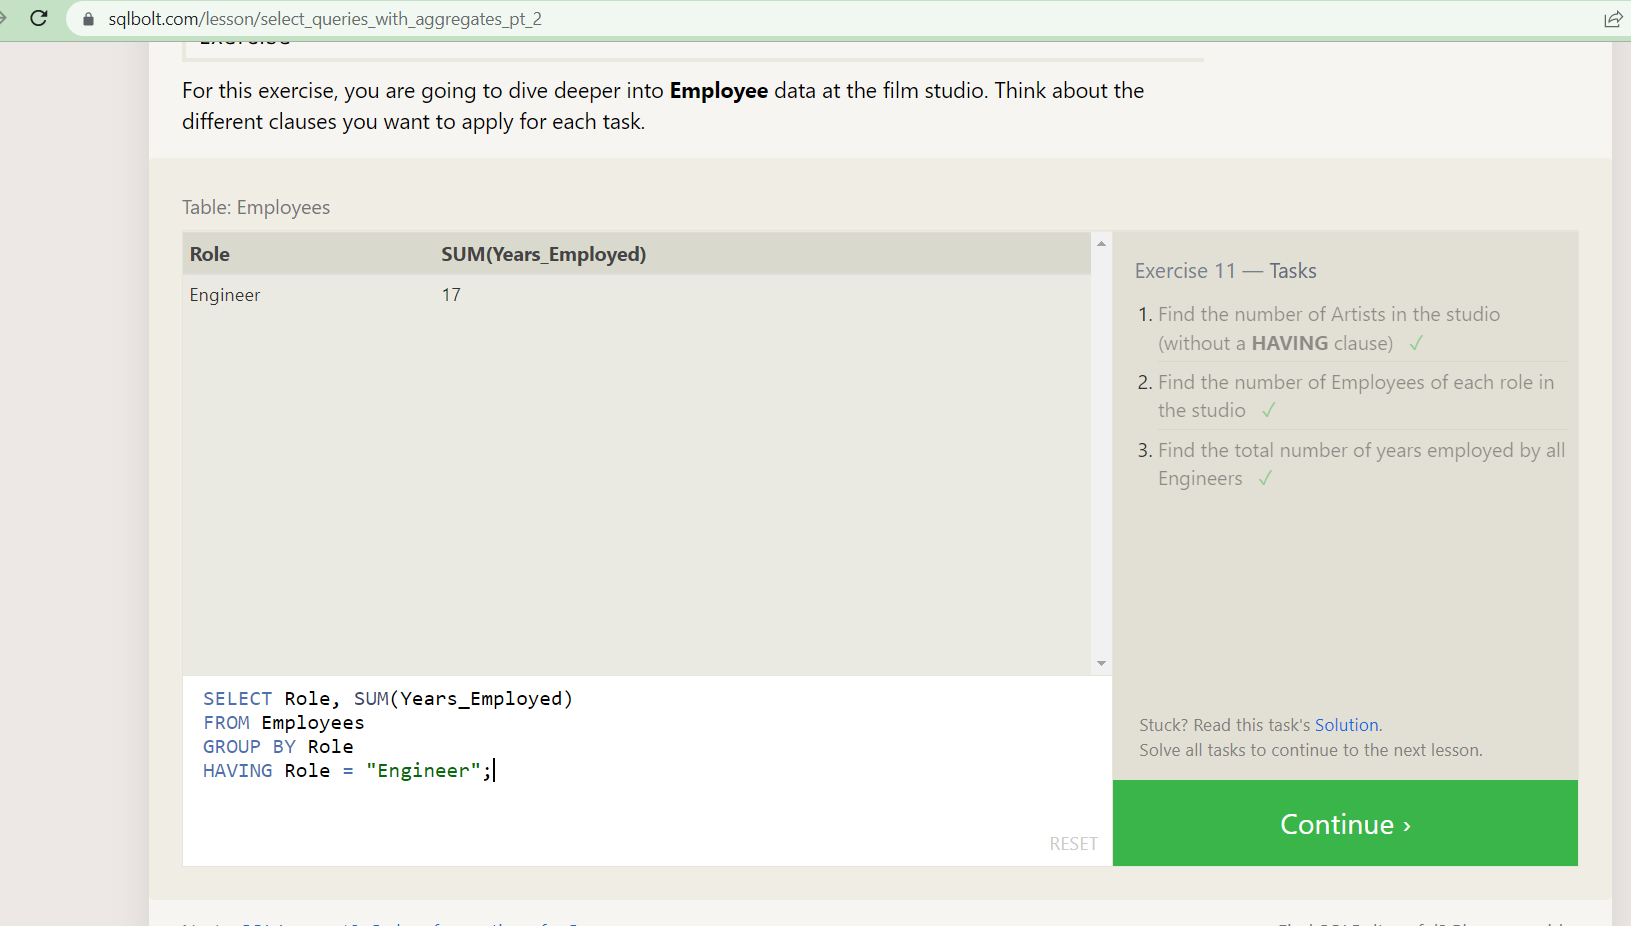 sqlbolt.com/lesson/select_queries_with_aggregates_pt_2
For this exercise, you are going to dive deeper into Employee data at the film studio. Think about the
different clauses you want to apply for each task.
Table: Employees
Role SUM(Years_Employed)
Engineer 17
SELECT Role, SUM(Years_Employed)
FROM Employees
GROUP BY Role
HAVING Role = "Engineer";
RESET
Exercise 11 — Tasks
1. Find the number of Artists in the studio
(without a HAVING clause) ✓
2. Find the number of Employees of each role in
the studio ✓
3. Find the total number of years employed by all
Engineers ✓
Stuck? Read this task's Solution.
Solve all tasks to continue to the next lesson.
Continue ›